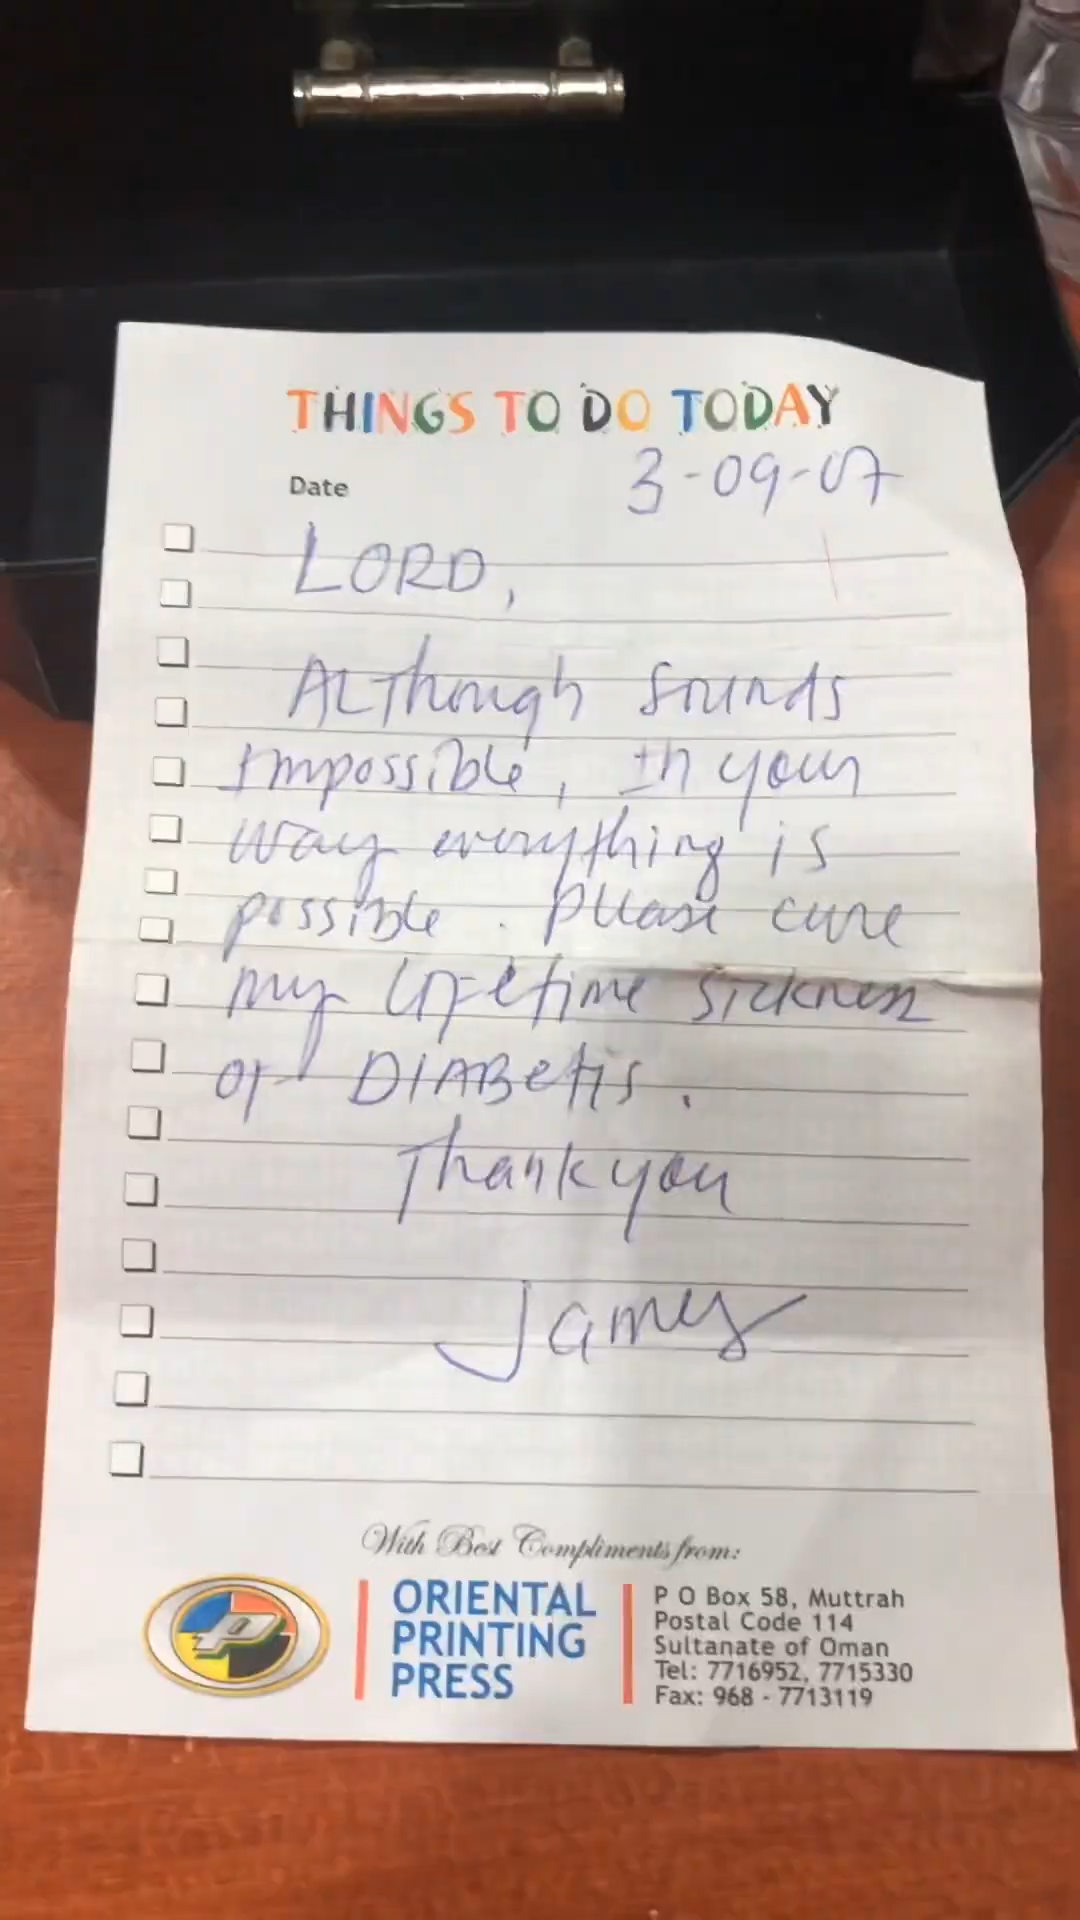 THINGS TO DO TODAY
Date 3-09-07
LORD,
ALThough sounds
Impossible, In your
way everything is
possible. please cure
my Lifetime sickness
of DIABetis.
Thank you
James
With Best Compliments from:
ORIENTAL
PRINTING
PRESS
P O Box 58, Muttrah
Postal Code 114
Sultanate of Oman
Tel: 7716952, 7715330
Fax: 968 - 7713119